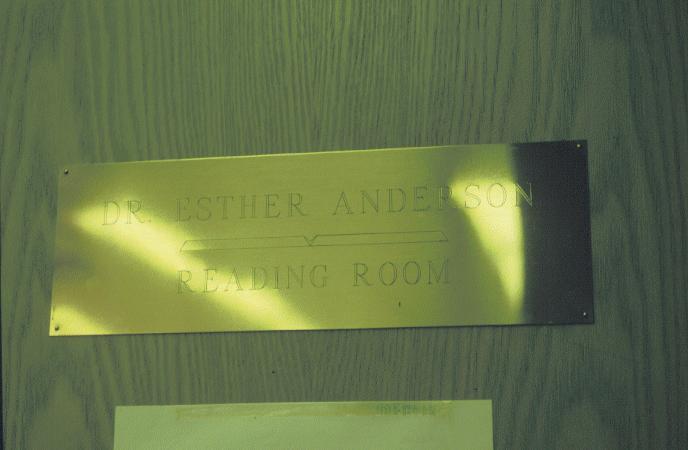 DR. ESTHER ANDERSON
READING ROOM